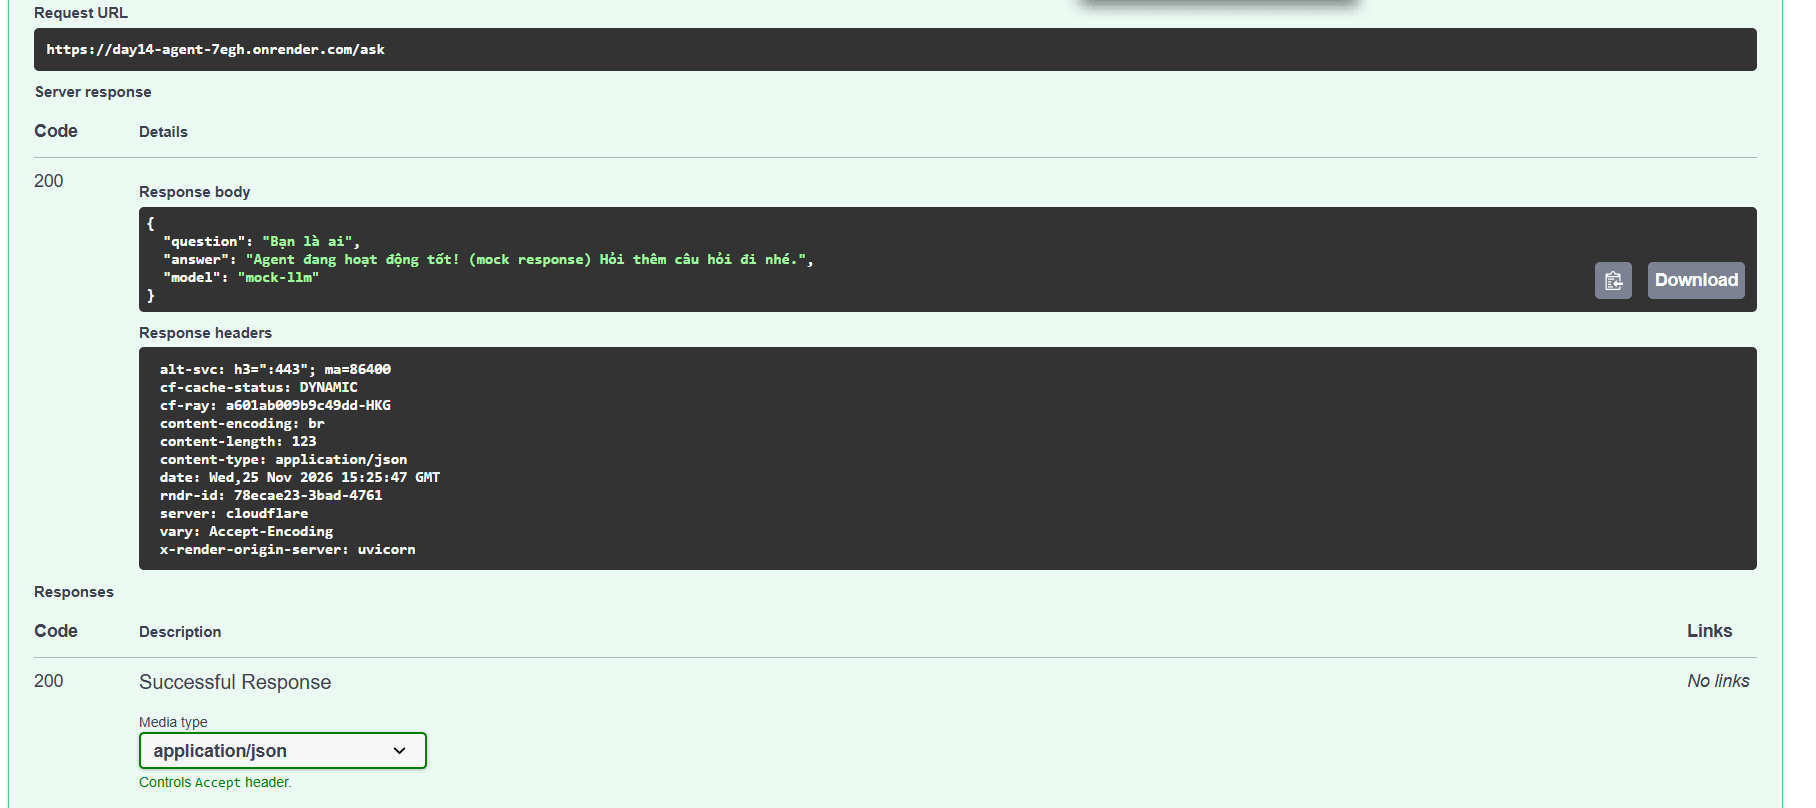 Request URL
https://day14-agent-7egh.onrender.com/ask
Server response
Code Details
200
Response body
{
"question": "Bạn là ai",
"answer": "Agent đang hoạt động tốt! (mock response) Hỏi thêm câu hỏi đi nhé.",
"model": "mock-llm"
}
Download
Response headers
alt-svc: h3=":443"; ma=86400
cf-cache-status: DYNAMIC
cf-ray: a601ab009b9c49dd-HKG
content-encoding: br
content-length: 123
content-type: application/json
date: Wed,25 Nov 2026 15:25:47 GMT
rndr-id: 78ecae23-3bad-4761
server: cloudflare
vary: Accept-Encoding
x-render-origin-server: uvicorn
Responses
Code Description Links
200 Successful Response No links
Media type
application/json
Controls Accept header.